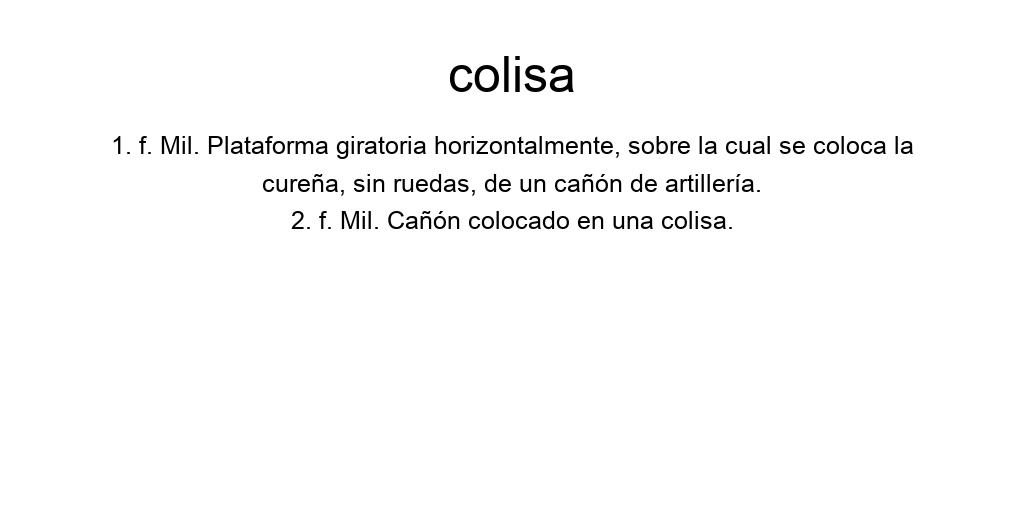 colisa
1. f. Mil. Plataforma giratoria horizontalmente, sobre la cual se coloca la
cureña, sin ruedas, de un cañón de artillería.
2. f. Mil. Cañón colocado en una colisa.